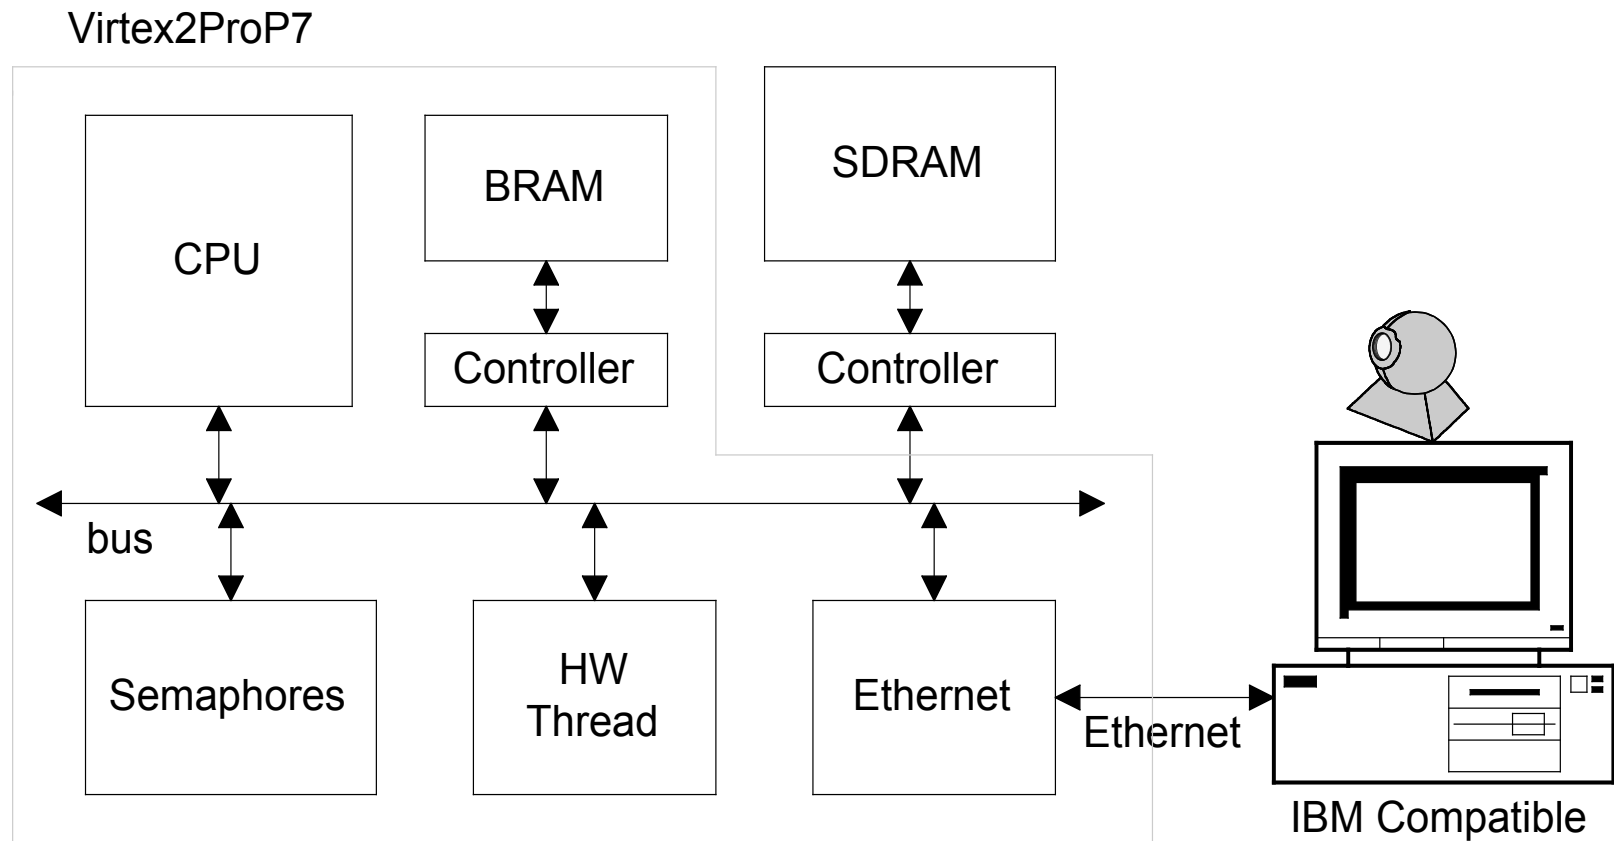 Virtex2ProP7
CPU
BRAM
SDRAM
Controller
Controller
bus
Semaphores
HW
Thread
Ethernet
Ethernet
IBM Compatible